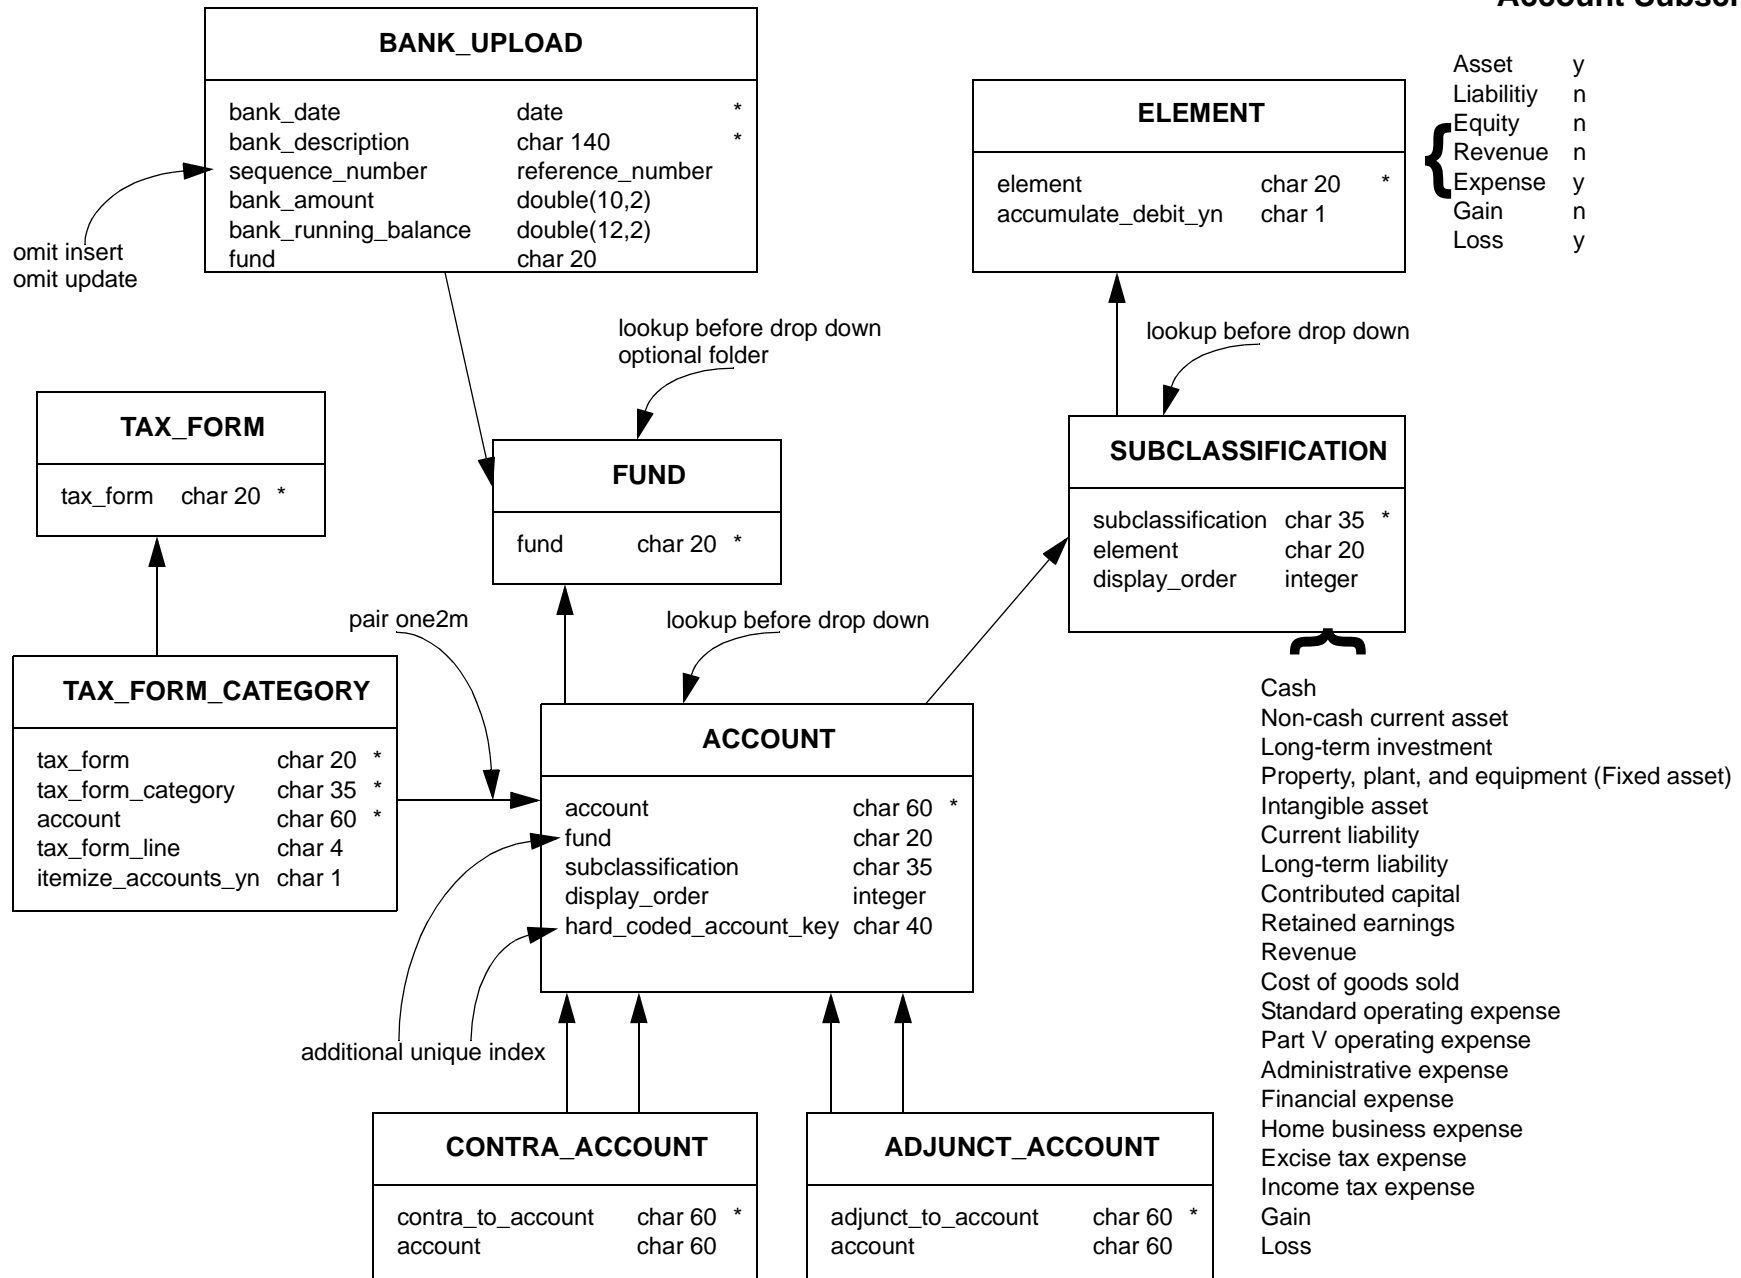 Account Subscr
BANK_UPLOAD
bank_date date *
bank_description char 140 *
sequence_number reference_number
bank_amount double(10,2)
bank_running_balance double(12,2)
fund char 20
omit insert
omit update
ELEMENT
element char 20 *
accumulate_debit_yn char 1
Asset y
Liabilitiy n
Equity n
Revenue n
Expense y
Gain n
Loss y
lookup before drop down
optional folder
lookup before drop down
TAX_FORM
tax_form char 20 *
FUND
fund char 20 *
SUBCLASSIFICATION
subclassification char 35 *
element char 20
display_order integer
pair one2m
lookup before drop down
TAX_FORM_CATEGORY
tax_form char 20 *
tax_form_category char 35 *
account char 60 *
tax_form_line char 4
itemize_accounts_yn char 1
ACCOUNT
account char 60 *
fund char 20
subclassification char 35
display_order integer
hard_coded_account_key char 40
additional unique index
Cash
Non-cash current asset
Long-term investment
Property, plant, and equipment (Fixed asset)
Intangible asset
Current liability
Long-term liability
Contributed capital
Retained earnings
Revenue
Cost of goods sold
Standard operating expense
Part V operating expense
Administrative expense
Financial expense
Home business expense
Excise tax expense
Income tax expense
Gain
Loss
CONTRA_ACCOUNT
contra_to_account char 60 *
account char 60
ADJUNCT_ACCOUNT
adjunct_to_account char 60 *
account char 60